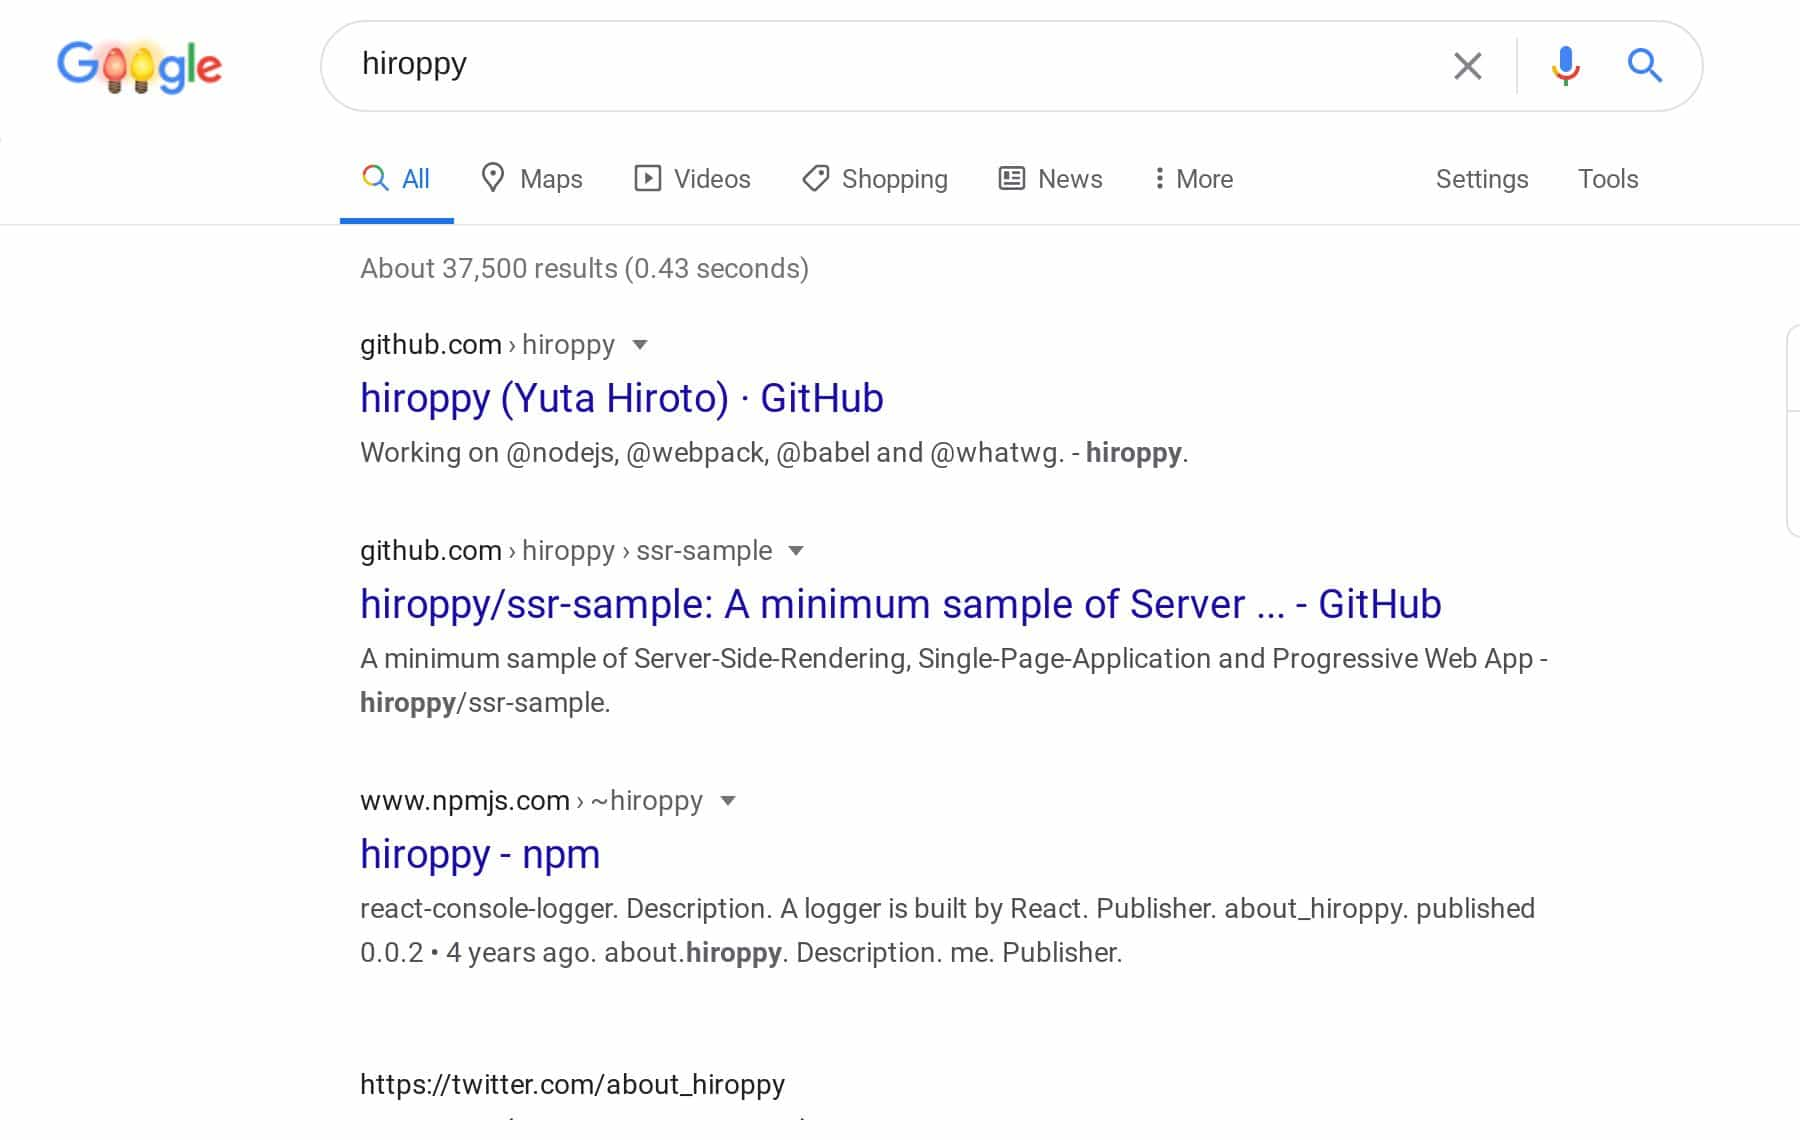 Google
hiroppy
All Maps Videos Shopping News More Settings Tools
About 37,500 results (0.43 seconds)
github.com › hiroppy
hiroppy (Yuta Hiroto) · GitHub
Working on @nodejs, @webpack, @babel and @whatwg. - hiroppy.
github.com › hiroppy › ssr-sample
hiroppy/ssr-sample: A minimum sample of Server ... - GitHub
A minimum sample of Server-Side-Rendering, Single-Page-Application and Progressive Web App -
hiroppy/ssr-sample.
www.npmjs.com › ~hiroppy
hiroppy - npm
react-console-logger. Description. A logger is built by React. Publisher. about_hiroppy. published
0.0.2 • 4 years ago. about.hiroppy. Description. me. Publisher.
https://twitter.com/about_hiroppy